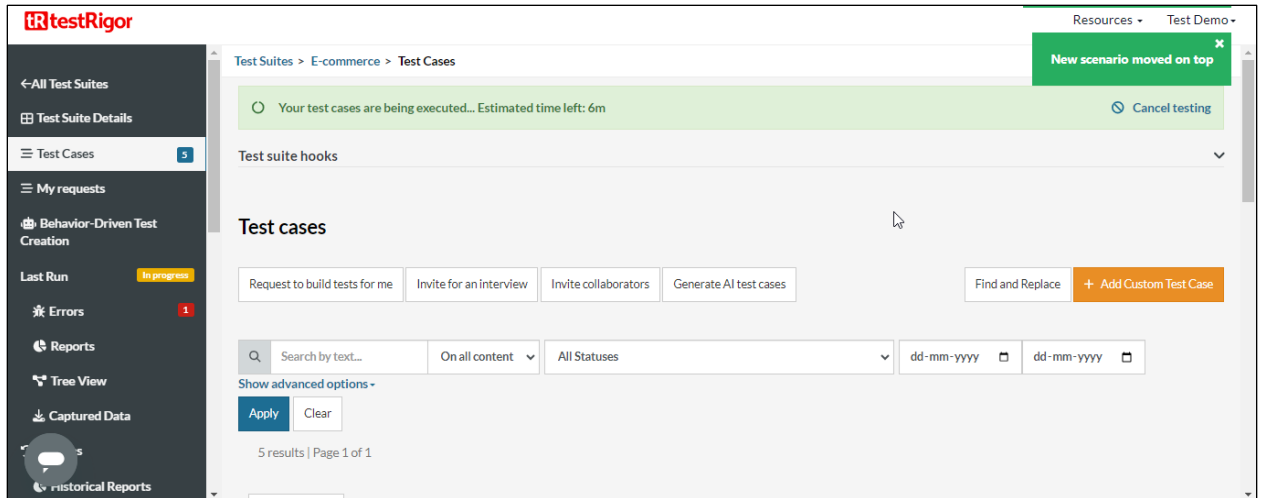 tR testRigor
Resources
Test Demo
New scenario moved on top
×
←All Test Suites
Test Suite Details
Test Cases 5
My requests
Behavior-Driven Test
Creation
Last Run In progress
Errors 1
Reports
Tree View
Captured Data
Historical Reports
Test Suites > E-commerce > Test Cases
Your test cases are being executed... Estimated time left: 6m
Cancel testing
Test suite hooks
Test cases
Request to build tests for me
Invite for an interview
Invite collaborators
Generate AI test cases
Find and Replace
+ Add Custom Test Case
Search by text...
On all content
All Statuses
dd-mm-yyyy
dd-mm-yyyy
Show advanced options
Apply
Clear
5 results | Page 1 of 1